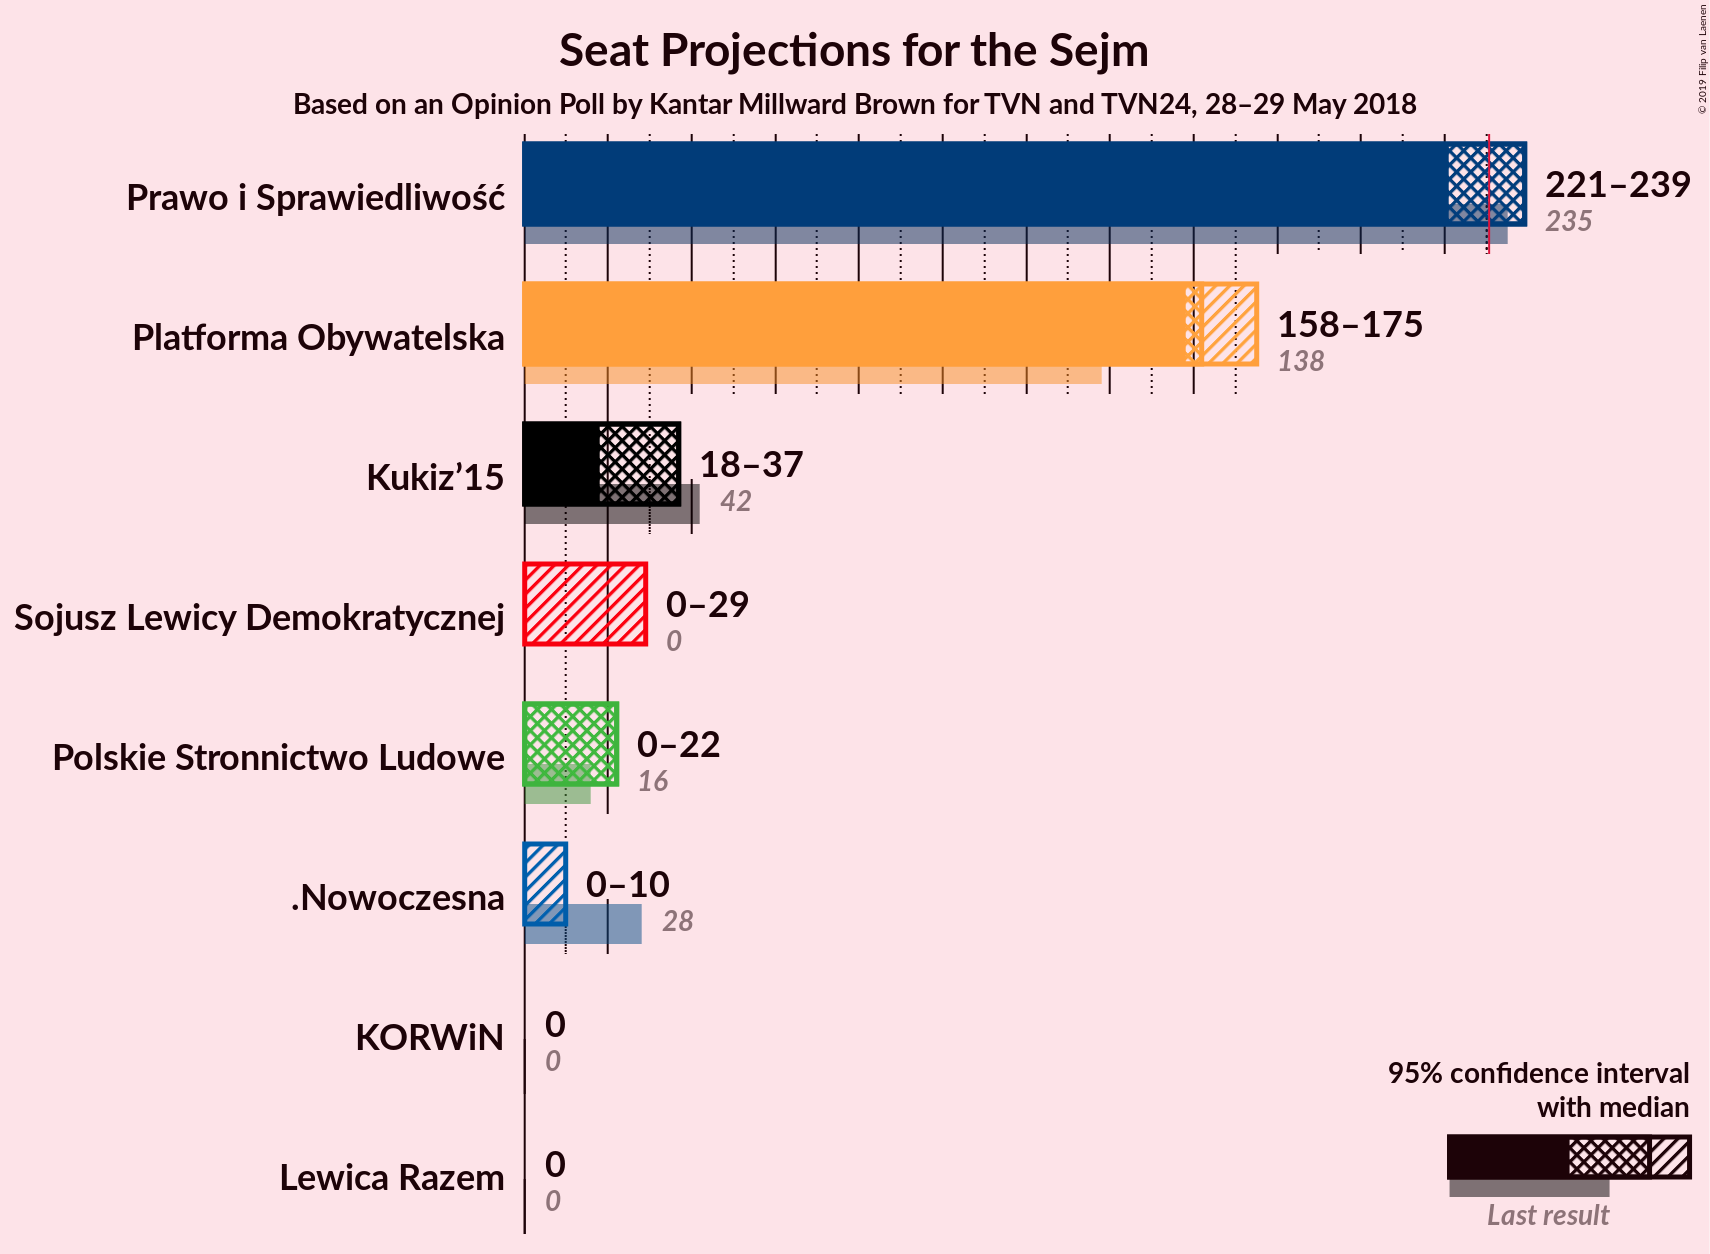 Seat Projections for the Sejm
Based on an Opinion Poll by Kantar Millward Brown for TVN and TVN24, 28–29 May 2018
© 2019 Filip van Laenen
Prawo i Sprawiedliwość
221–239
235
Platforma Obywatelska
158–175
138
Kukiz’15
18–37
42
Sojusz Lewicy Demokratycznej
0–29
0
Polskie Stronnictwo Ludowe
0–22
16
.Nowoczesna
0–10
28
KORWiN
0
0
Lewica Razem
0
0
95% confidence interval
with median
Last result